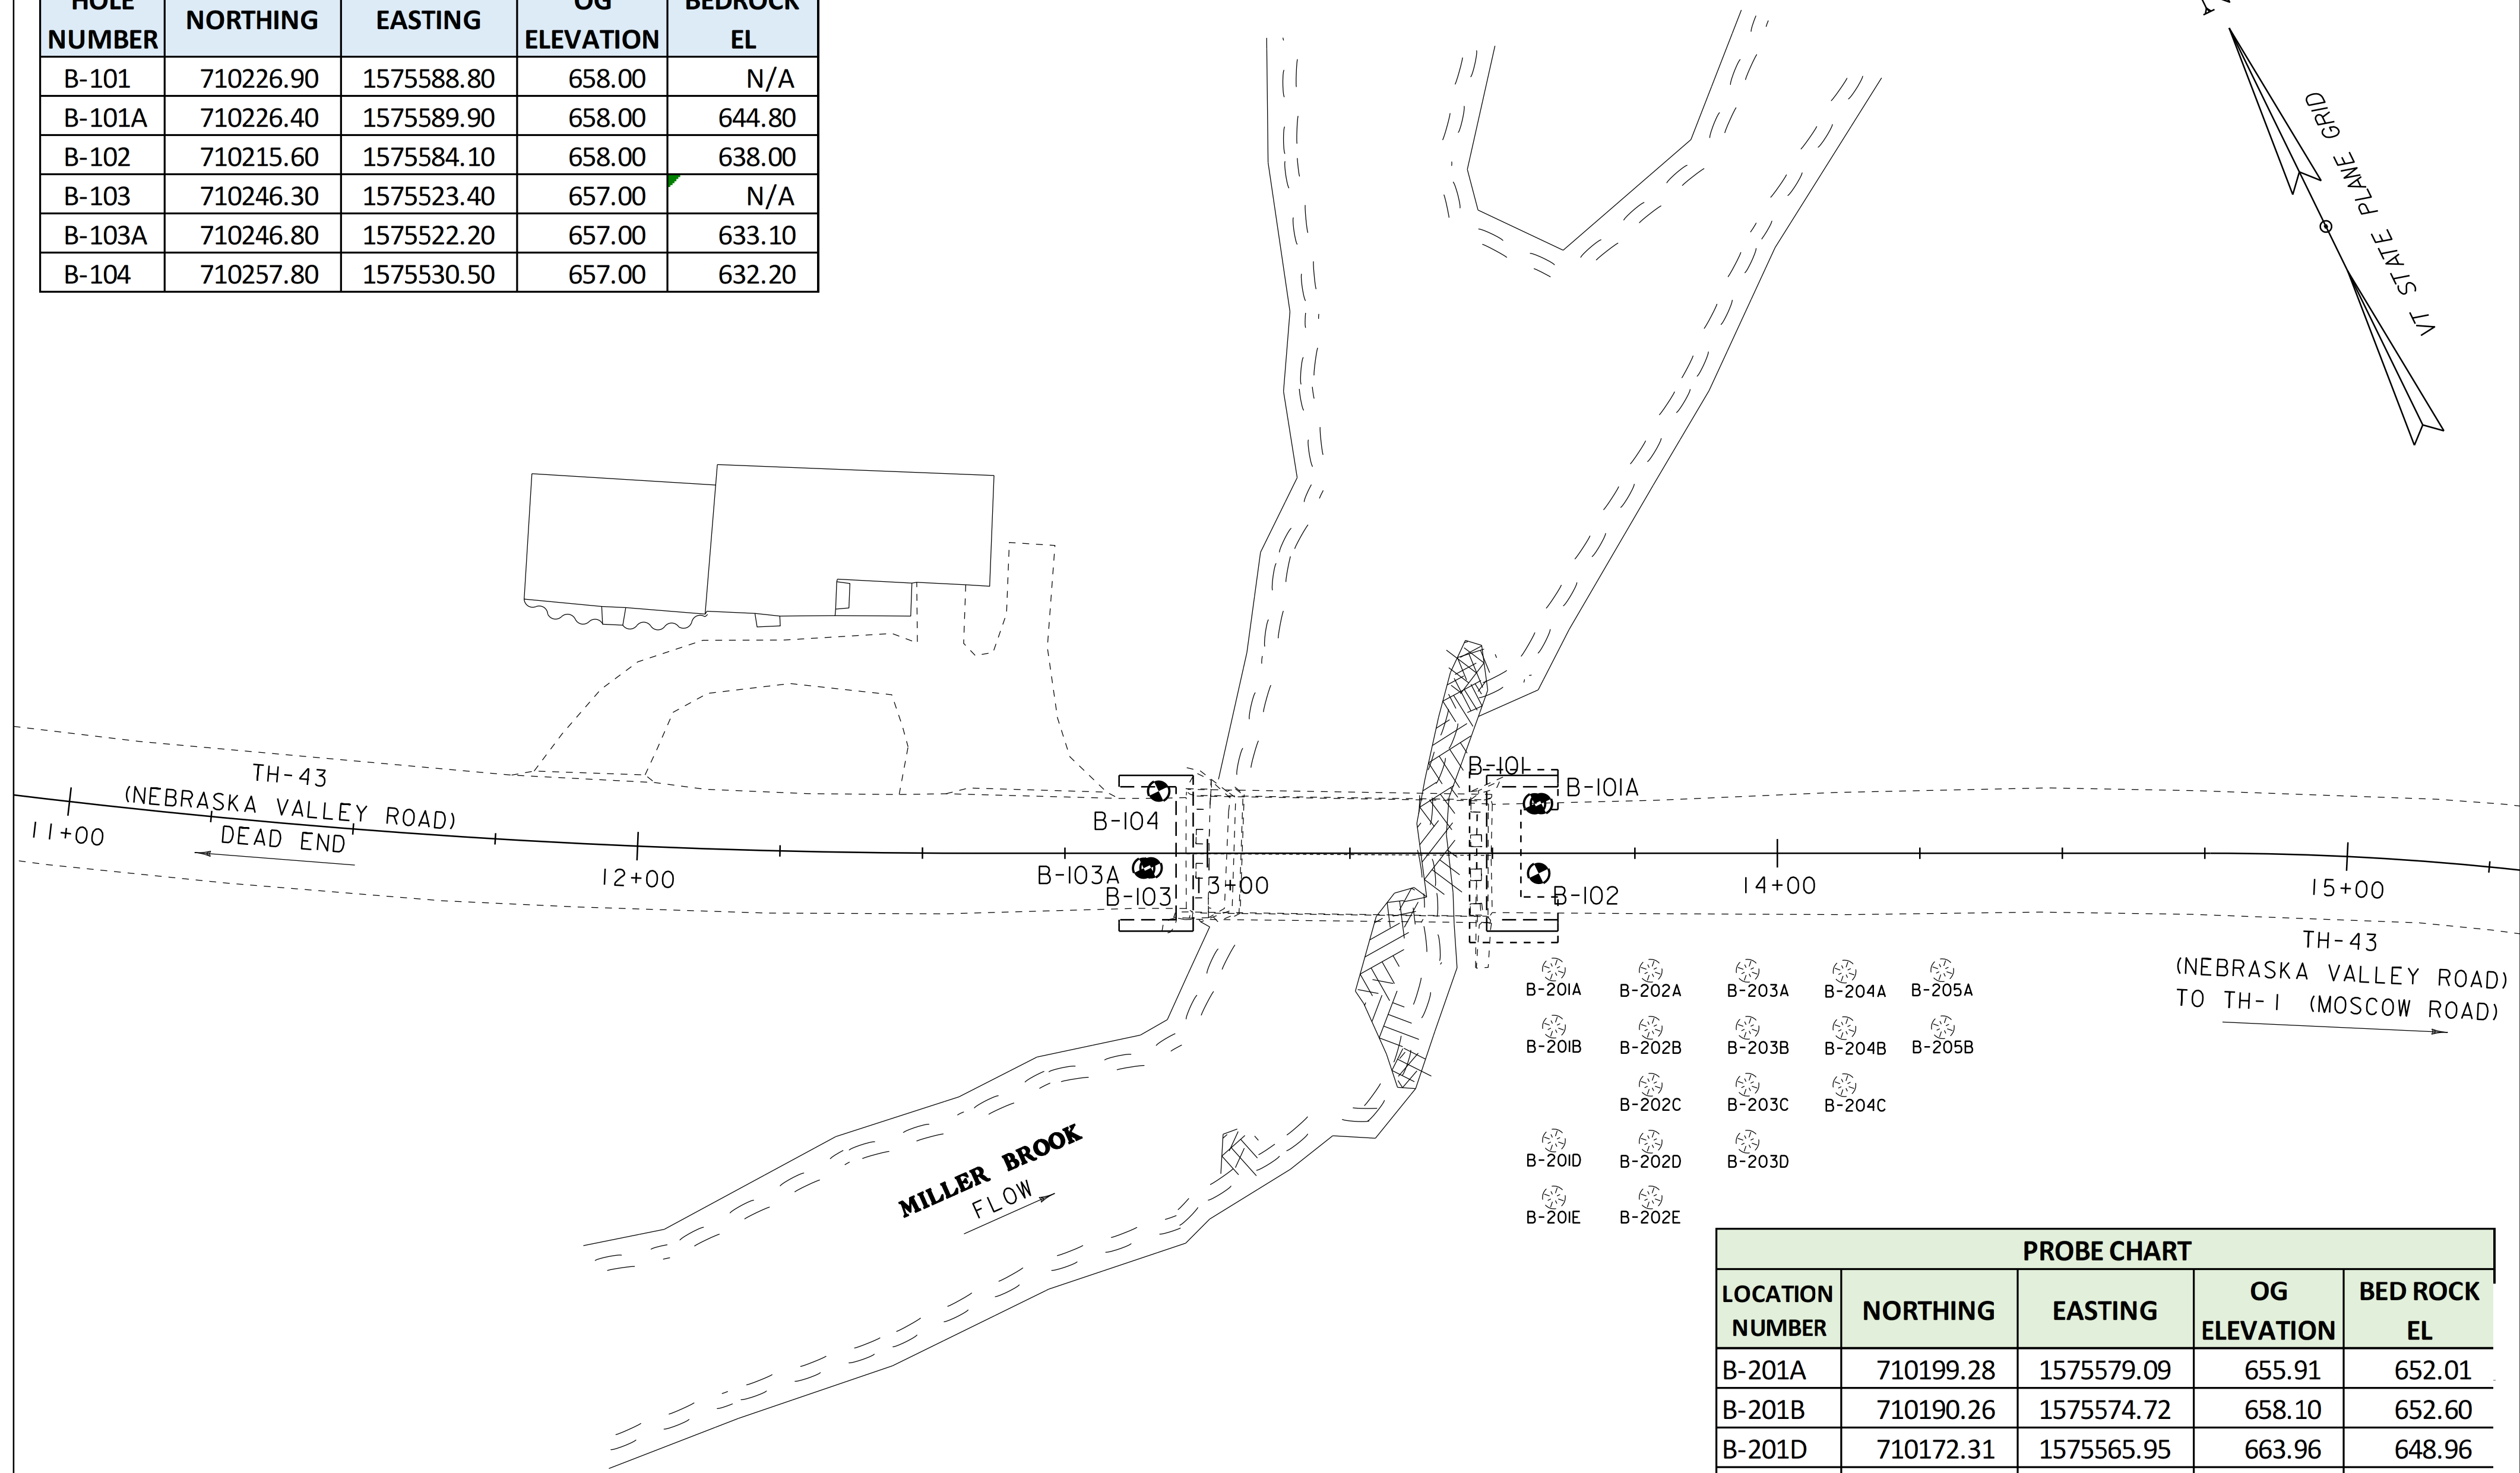 HOLE NUMBER NORTHING EASTING OG ELEVATION BEDROCK EL
B-101 710226.90 1575588.80 658.00 N/A
B-101A 710226.40 1575589.90 658.00 644.80
B-102 710215.60 1575584.10 658.00 638.00
B-103 710246.30 1575523.40 657.00 N/A
B-103A 710246.80 1575522.20 657.00 633.10
B-104 710257.80 1575530.50 657.00 632.20
VT STATE PLANE GRID
TH-43
(NEBRASKA VALLEY ROAD)
DEAD END
11+00
12+00
13+00
14+00
15+00
B-104
B-103A
B-103
B-101
B-101A
B-102
TH-43
(NEBRASKA VALLEY ROAD)
TO TH-1 (MOSCOW ROAD)
B-201A B-202A B-203A B-204A B-205A
B-201B B-202B B-203B B-204B B-205B
B-202C B-203C B-204C
B-201D B-202D B-203D
B-201E B-202E
MILLER BROOK
FLOW
PROBE CHART
LOCATION NUMBER NORTHING EASTING OG ELEVATION BED ROCK EL
B-201A 710199.28 1575579.09 655.91 652.01
B-201B 710190.26 1575574.72 658.10 652.60
B-201D 710172.31 1575565.95 663.96 648.96